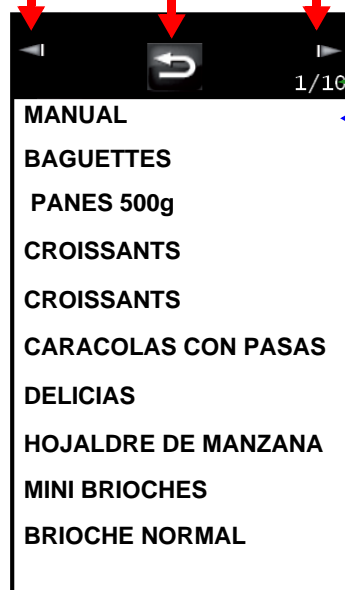 1/10
MANUAL
BAGUETTES
PANES 500g
CROISSANTS
CROISSANTS
CARACOLAS CON PASAS
DELICIAS
HOJALDRE DE MANZANA
MINI BRIOCHES
BRIOCHE NORMAL